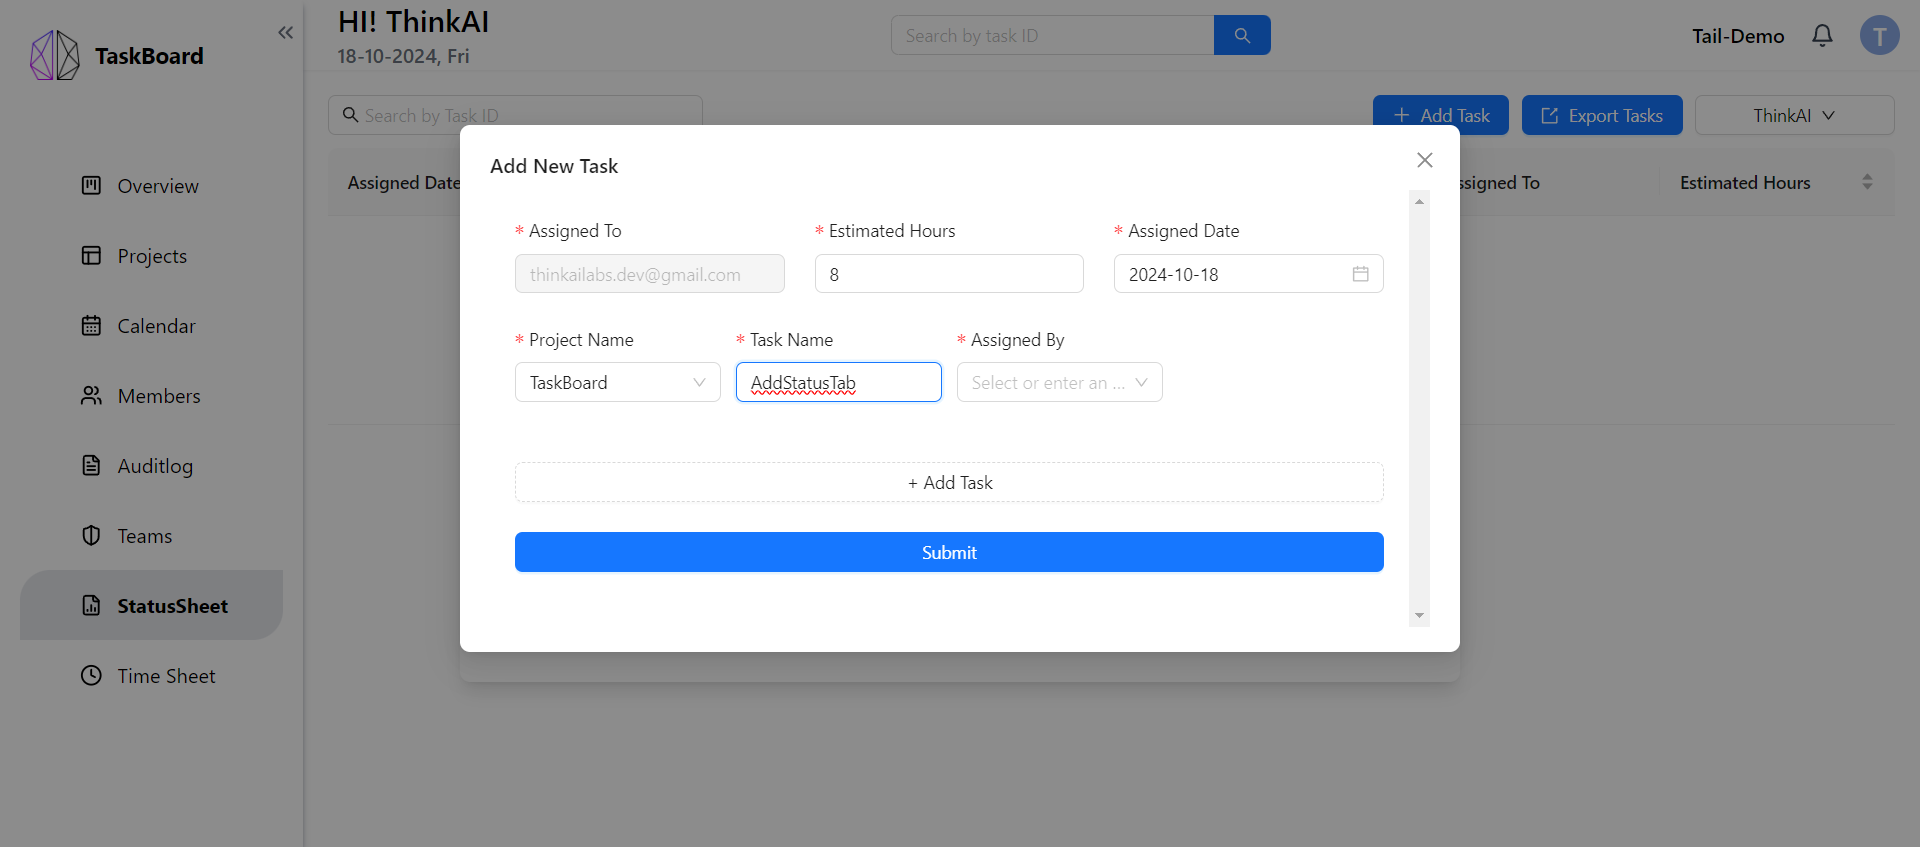 TaskBoard
HI! ThinkAI
18-10-2024, Fri
Search by task ID
Tail-Demo
T
Search by Task ID
+ Add Task
Export Tasks
ThinkAI
Assigned Date
ssigned To
Estimated Hours
Overview
Projects
Calendar
Members
Auditlog
Teams
StatusSheet
Time Sheet
Add New Task
* Assigned To
* Estimated Hours
* Assigned Date
thinkailabs.dev@gmail.com
8
2024-10-18
* Project Name
* Task Name
* Assigned By
TaskBoard
AddStatusTab
Select or enter an ...
+ Add Task
Submit